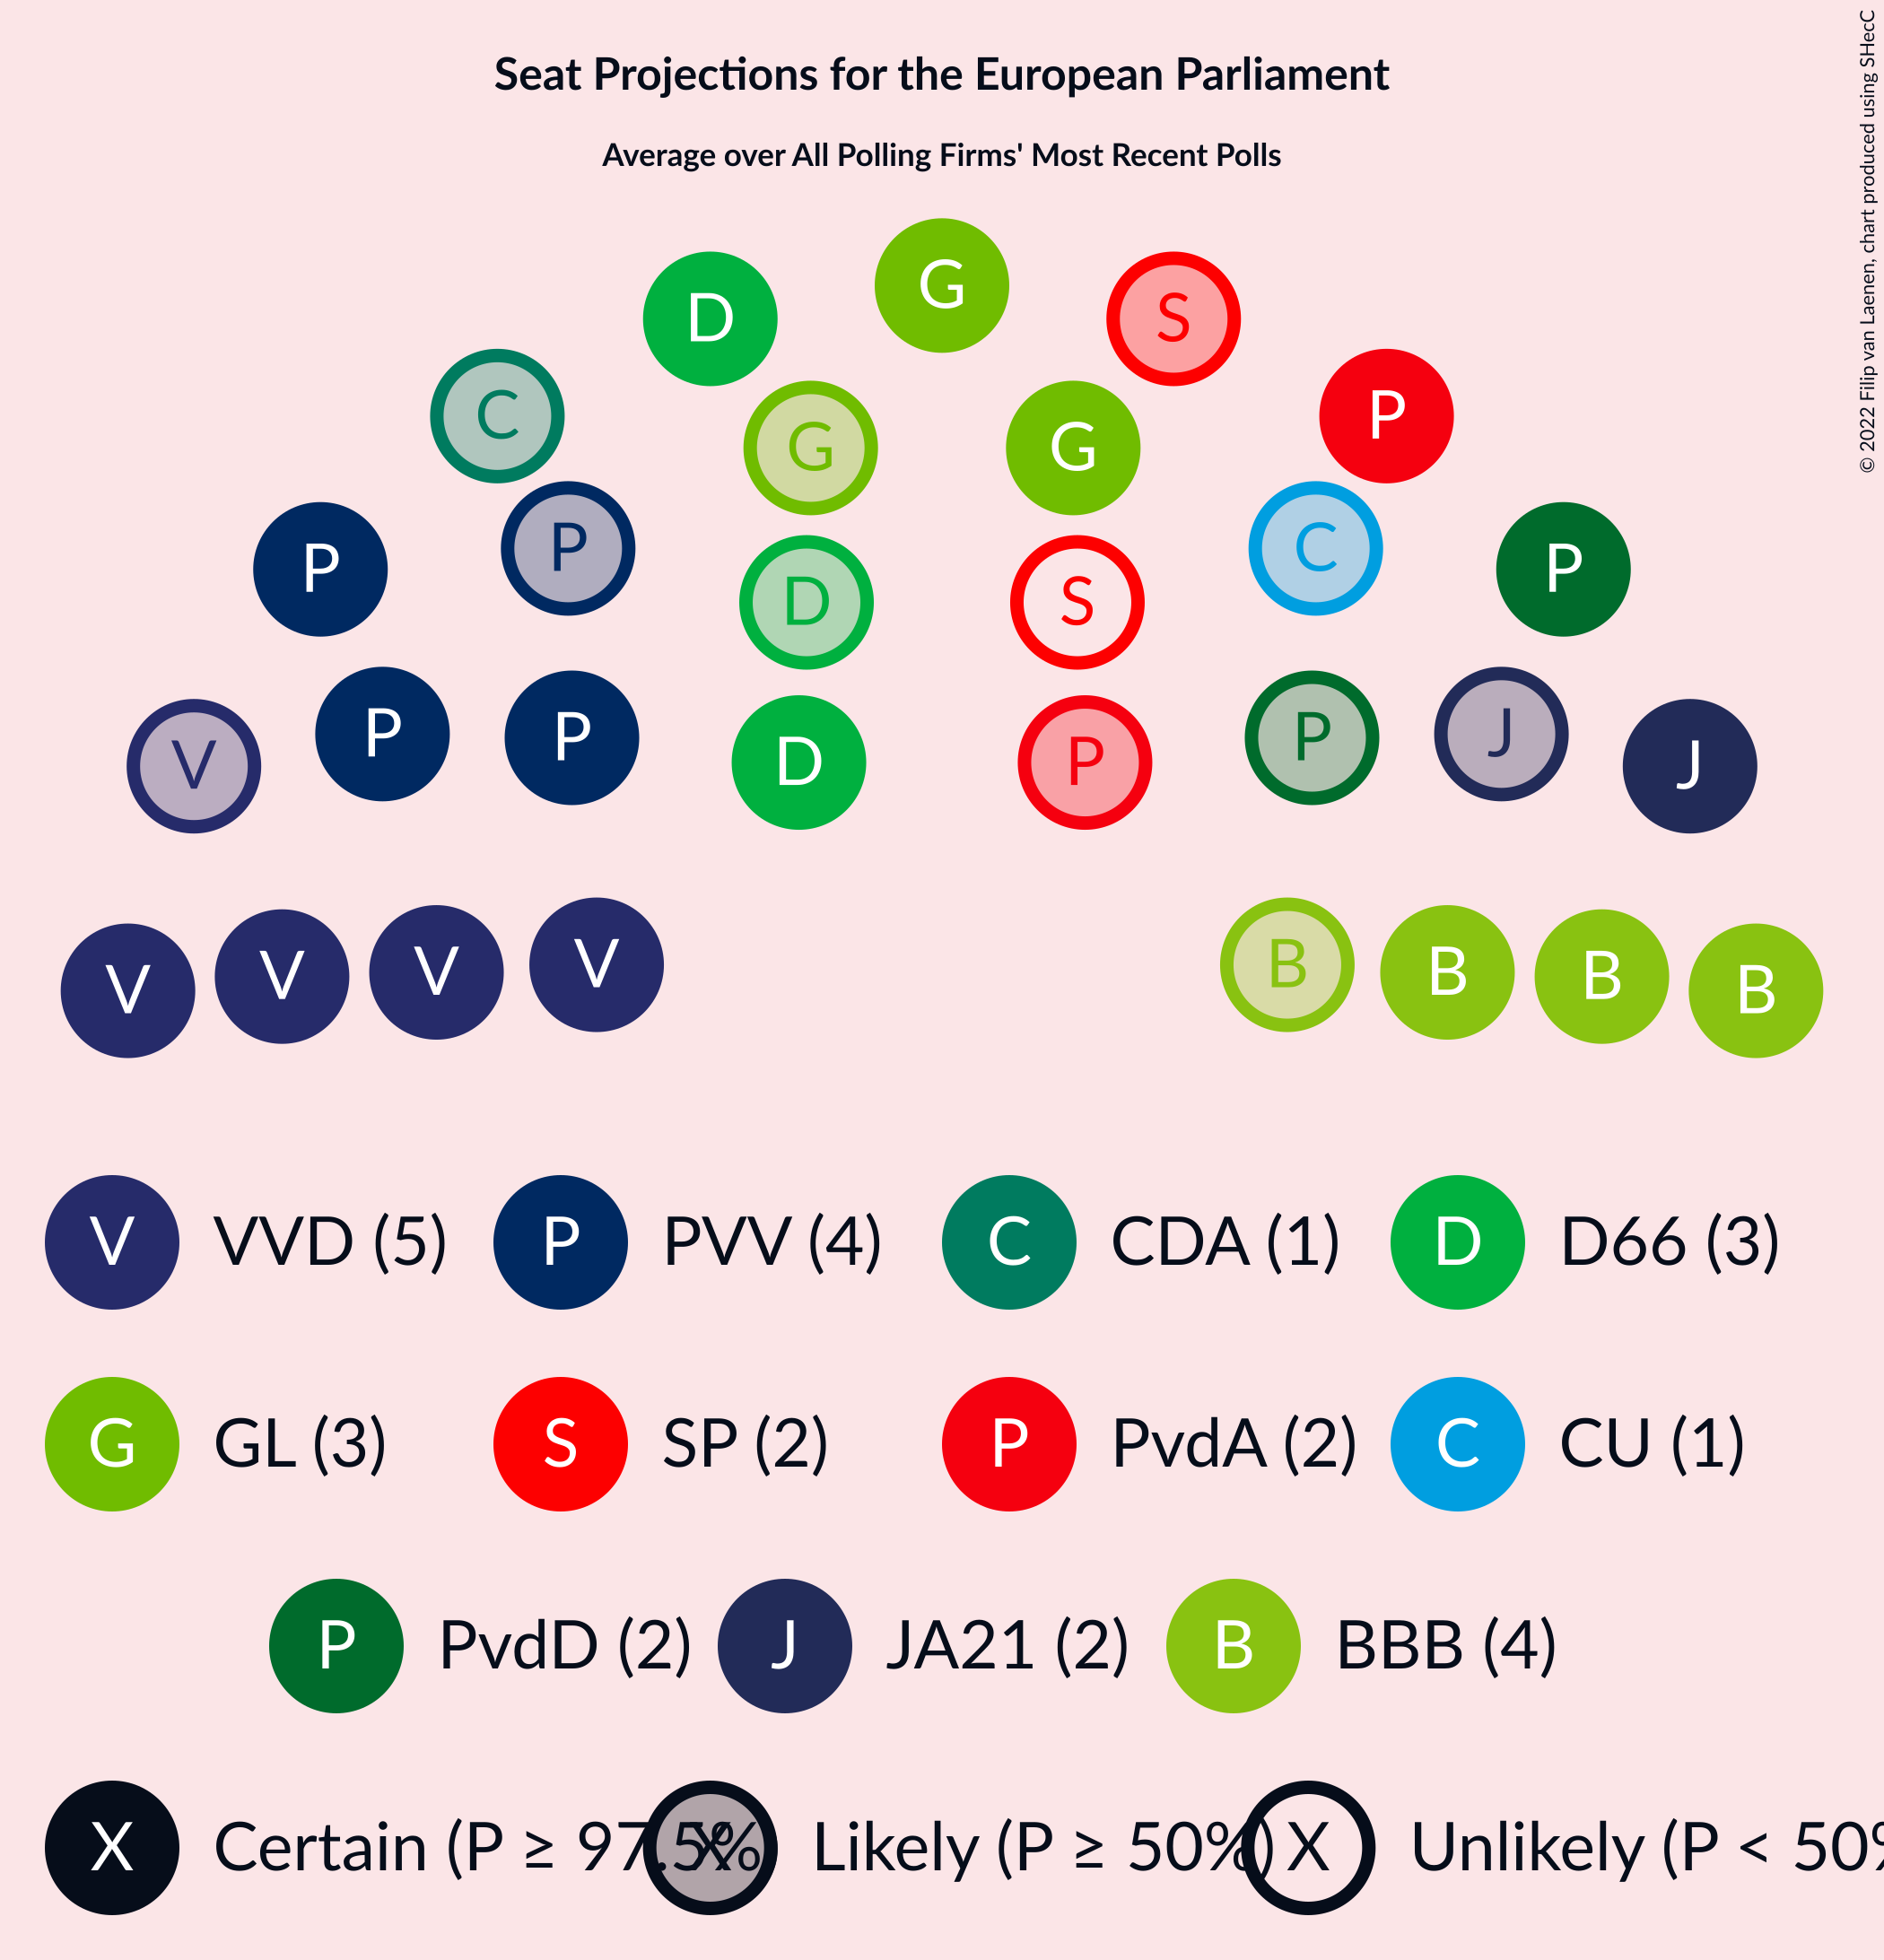 Seat Projections for the European Parliament
Average over All Polling Firms' Most Recent Polls
© 2022 Filip van Laenen, chart produced using SHecC
G
D S
C P
G G
P P C P
D S
V P P D P P J J
V V V V B B B B
V VVD (5) P PVV (4) C CDA (1) D D66 (3)
G GL (3) S SP (2) P PvdA (2) C CU (1)
P PvdD (2) J JA21 (2) B BBB (4)
X Certain (P ≥ 97.5% X Likely (P ≥ 50%) X Unlikely (P < 50%